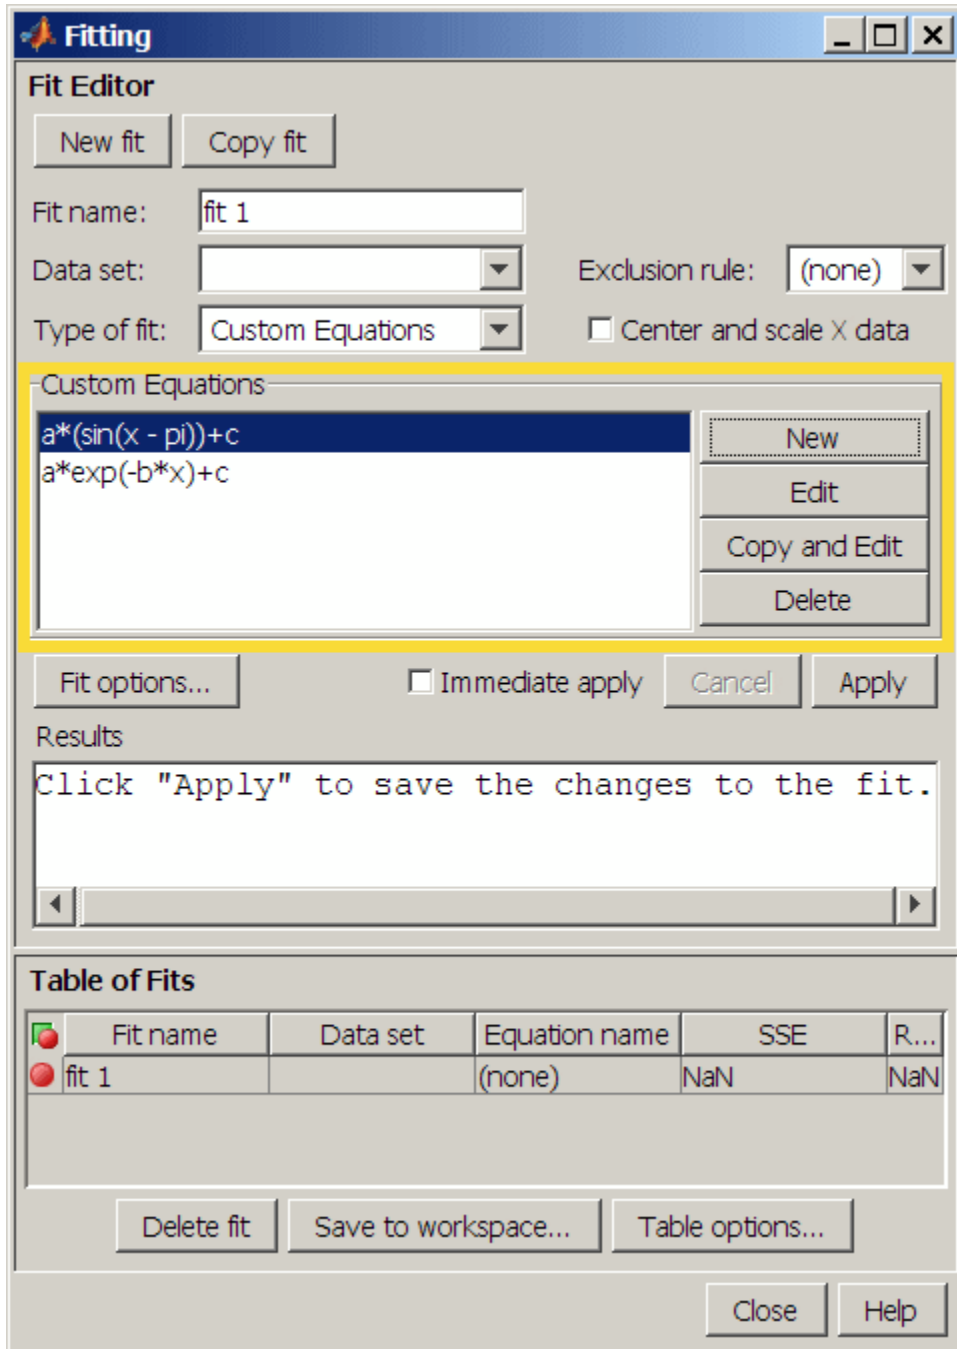 Fitting
Fit Editor
New fit Copy fit
Fit name: fit 1
Data set: Exclusion rule: (none)
Type of fit: Custom Equations Center and scale X data
Custom Equations
a*(sin(x - pi))+c New
a*exp(-b*x)+c Edit
Copy and Edit
Delete
Fit options... Immediate apply Cancel Apply
Results
Click "Apply" to save the changes to the fit.
Table of Fits
Fit name Data set Equation name SSE R...
fit 1 (none) NaN NaN
Delete fit Save to workspace... Table options...
Close Help